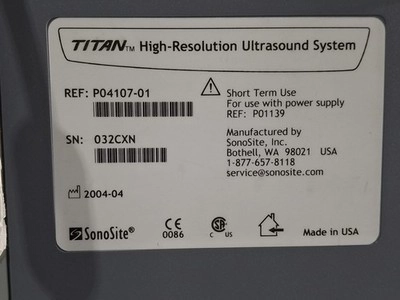 TITAN™ High-Resolution Ultrasound System
REF: P04107-01
Short Term Use
For use with power supply
REF: P01139
SN: 032CXN
Manufactured by
SonoSite, Inc.
Bothell, WA 98021 USA
1-877-657-8118
service@sonosite.com
2004-04
SonoSite®
CE
0086
C US
Made in USA